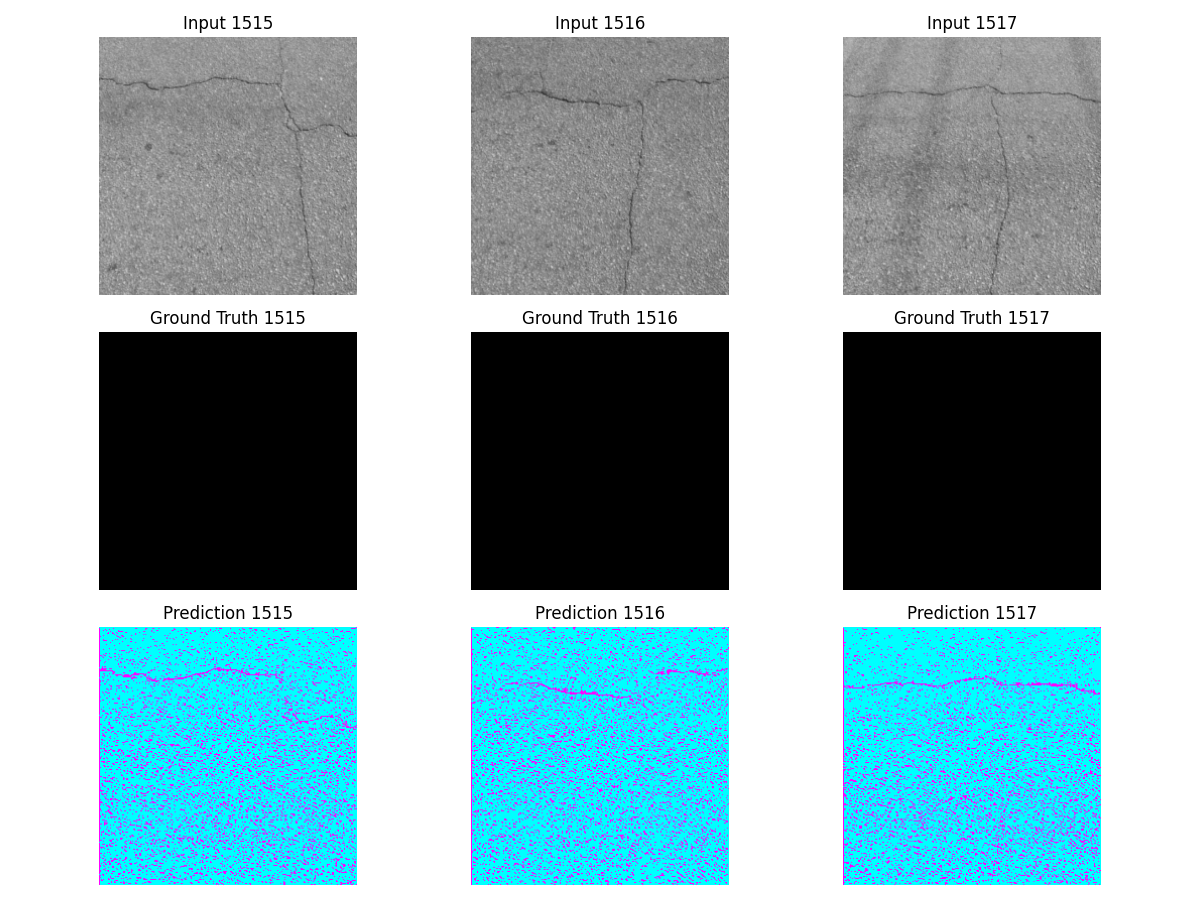 Input 1515
Input 1516
Input 1517
Ground Truth 1515
Ground Truth 1516
Ground Truth 1517
Prediction 1515
Prediction 1516
Prediction 1517